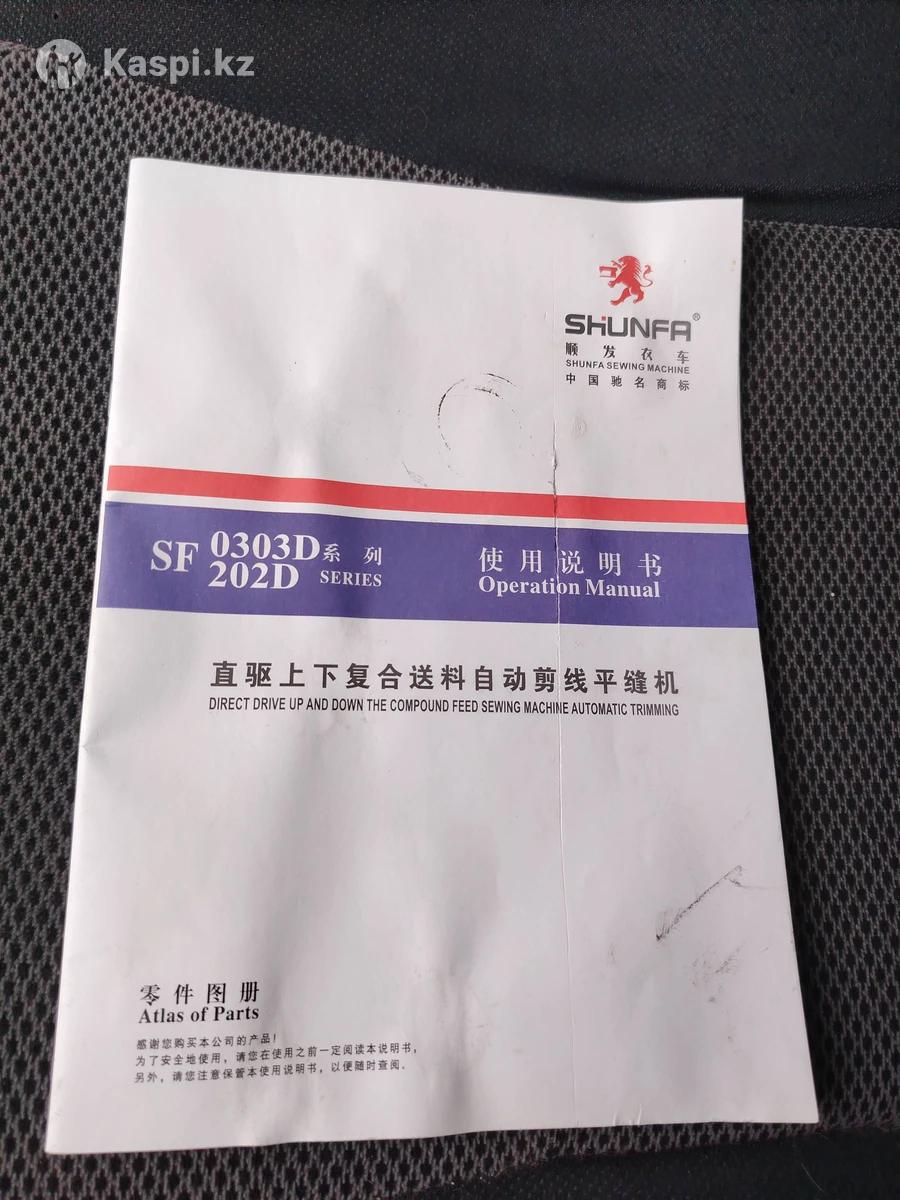 Kaspi.kz
SHUNFA®
顺发衣车
SHUNFA SEWING MACHINE
中国驰名商标
SF 0303D系列
202D SERIES
使用说明书
Operation Manual
直驱上下复合送料自动剪线平缝机
DIRECT DRIVE UP AND DOWN THE COMPOUND FEED SEWING MACHINE AUTOMATIC TRIMMING
零件图册
Atlas of Parts
感谢您购买本公司的产品！
为了安全地使用，请您在使用之前一定阅读本说明书，
另外，请您注意保管本使用说明书，以便随时查阅。